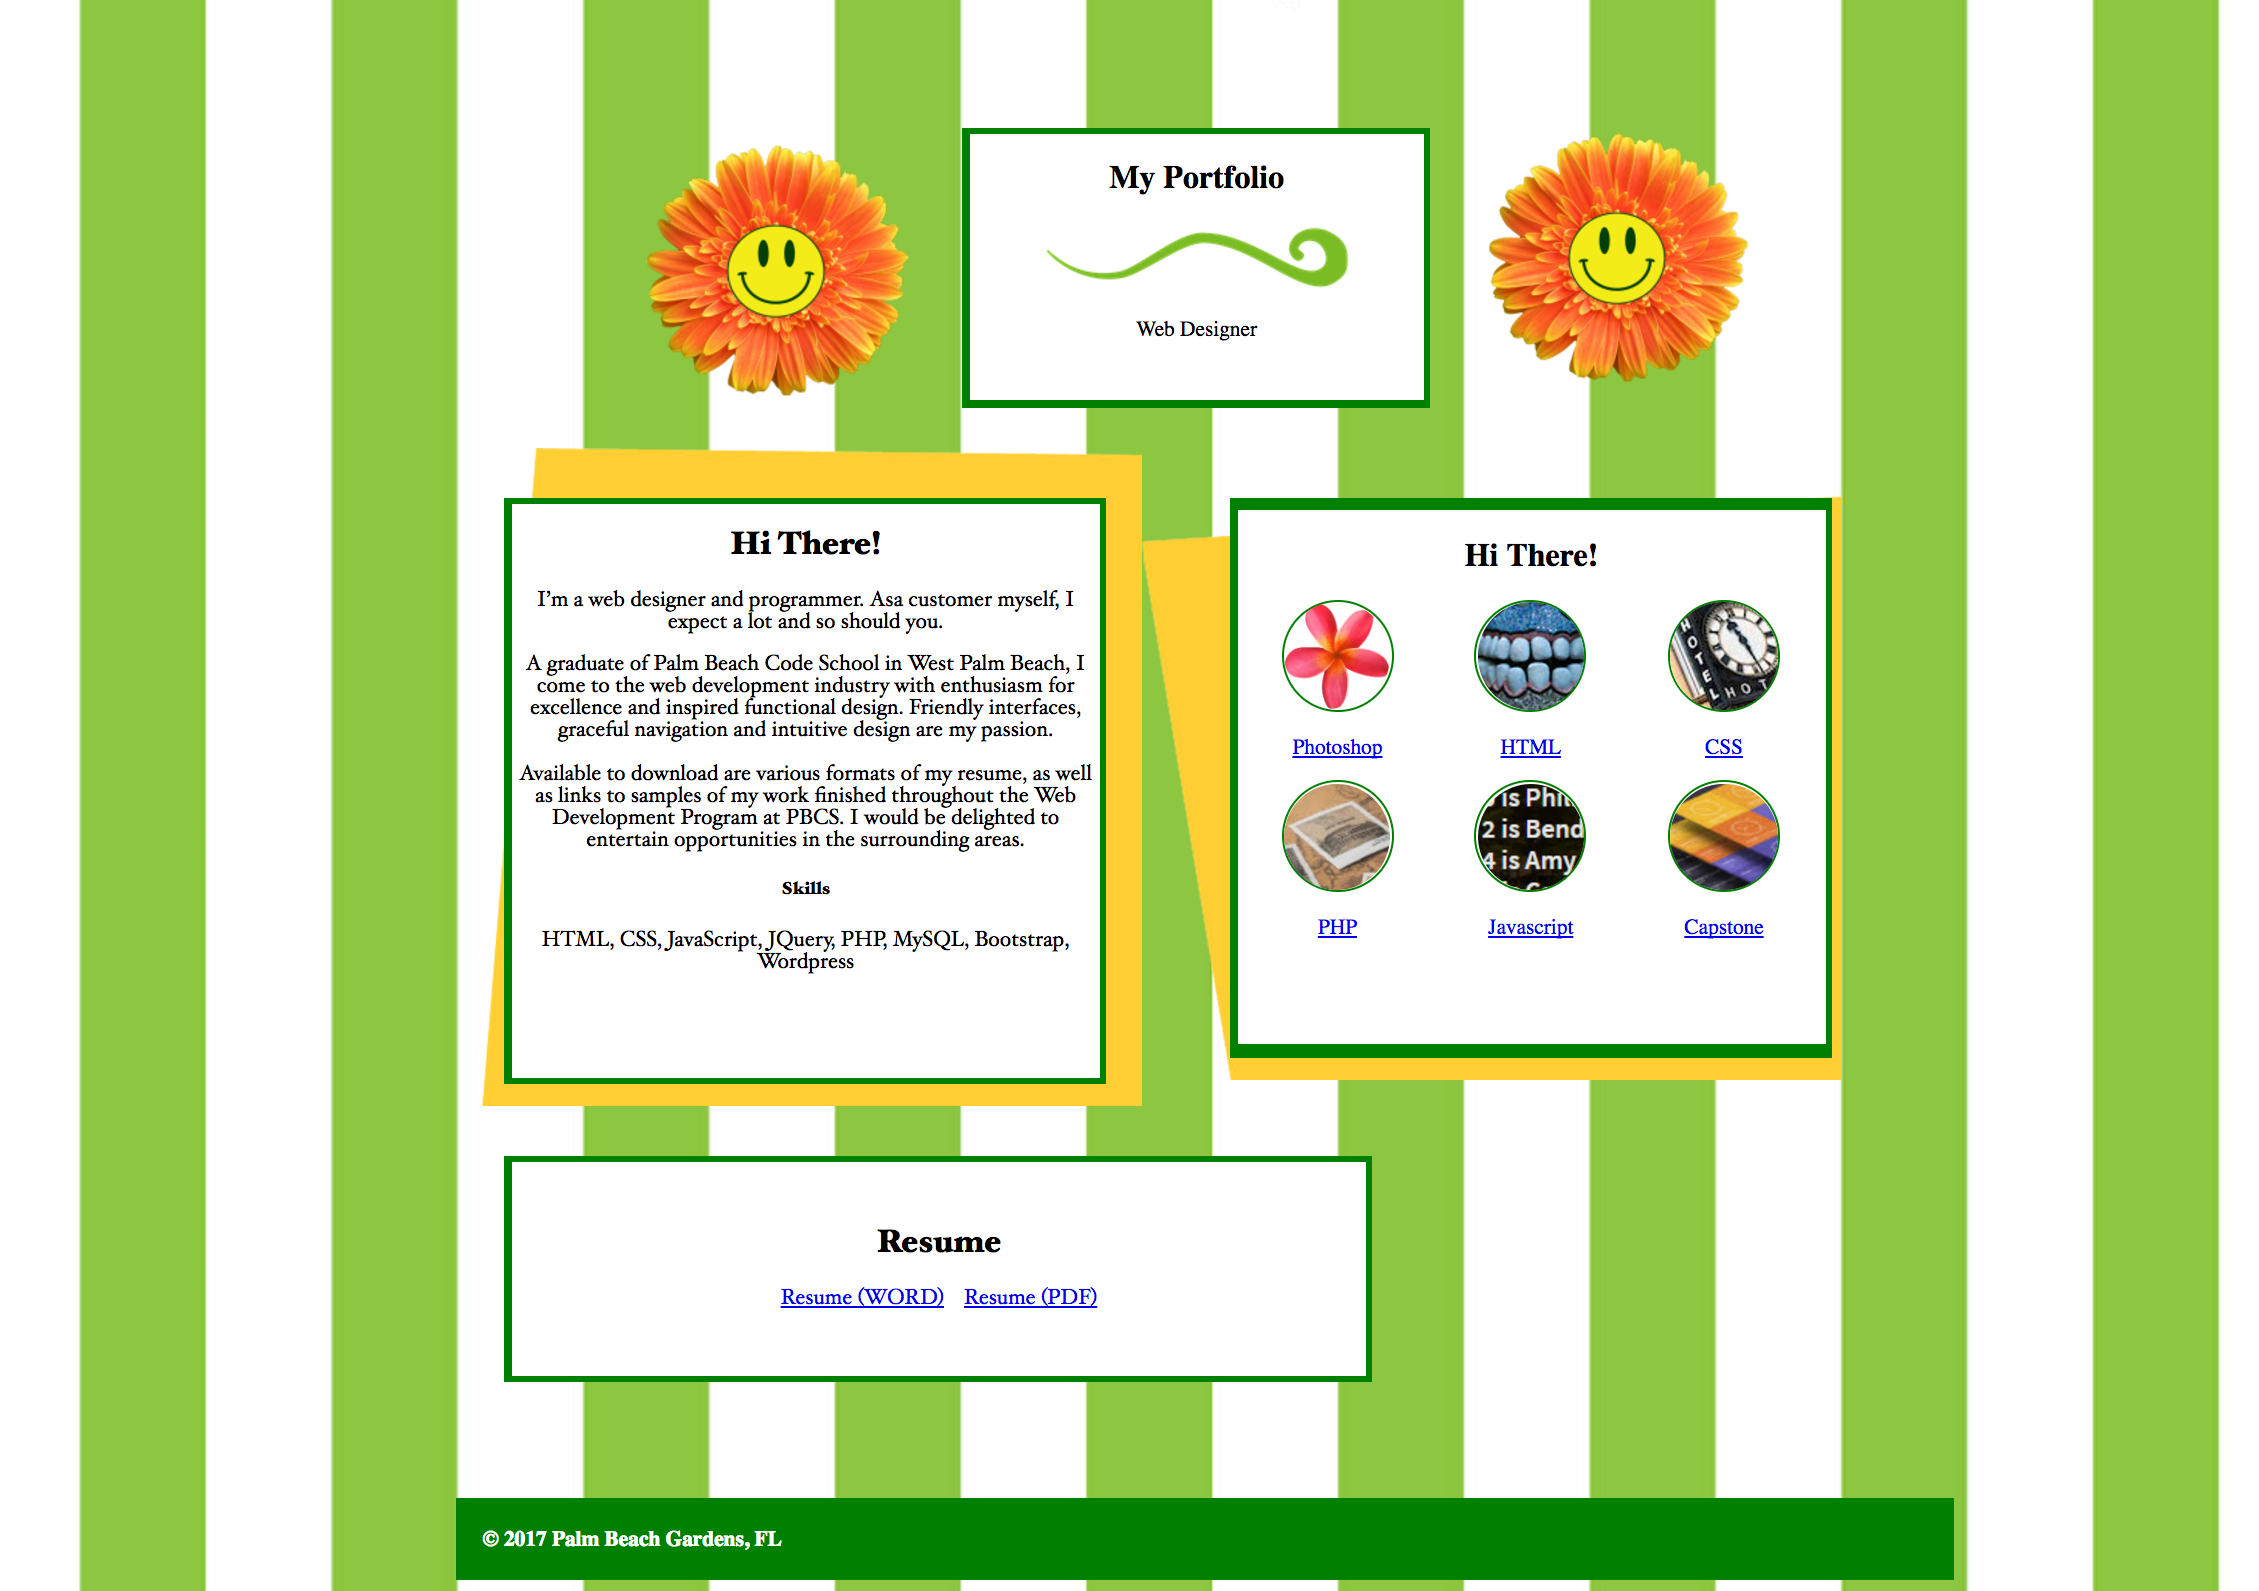 My Portfolio
Web Designer
Hi There!
I’m a web designer and programmer. Asa customer myself, I
expect a lot and so should you.
A graduate of Palm Beach Code School in West Palm Beach, I
come to the web development industry with enthusiasm for
excellence and inspired functional design. Friendly interfaces,
graceful navigation and intuitive design are my passion.
Available to download are various formats of my resume, as well
as links to samples of my work finished throughout the Web
Development Program at PBCS. I would be delighted to
entertain opportunities in the surrounding areas.
Skills
HTML, CSS, JavaScript, JQuery, PHP, MySQL, Bootstrap,
Wordpress
Hi There!
HOTEL HOT
Photoshop HTML CSS
is Phil
2 is Bend
4 is Amy
PHP Javascript Capstone
Resume
Resume (WORD) Resume (PDF)
© 2017 Palm Beach Gardens, FL